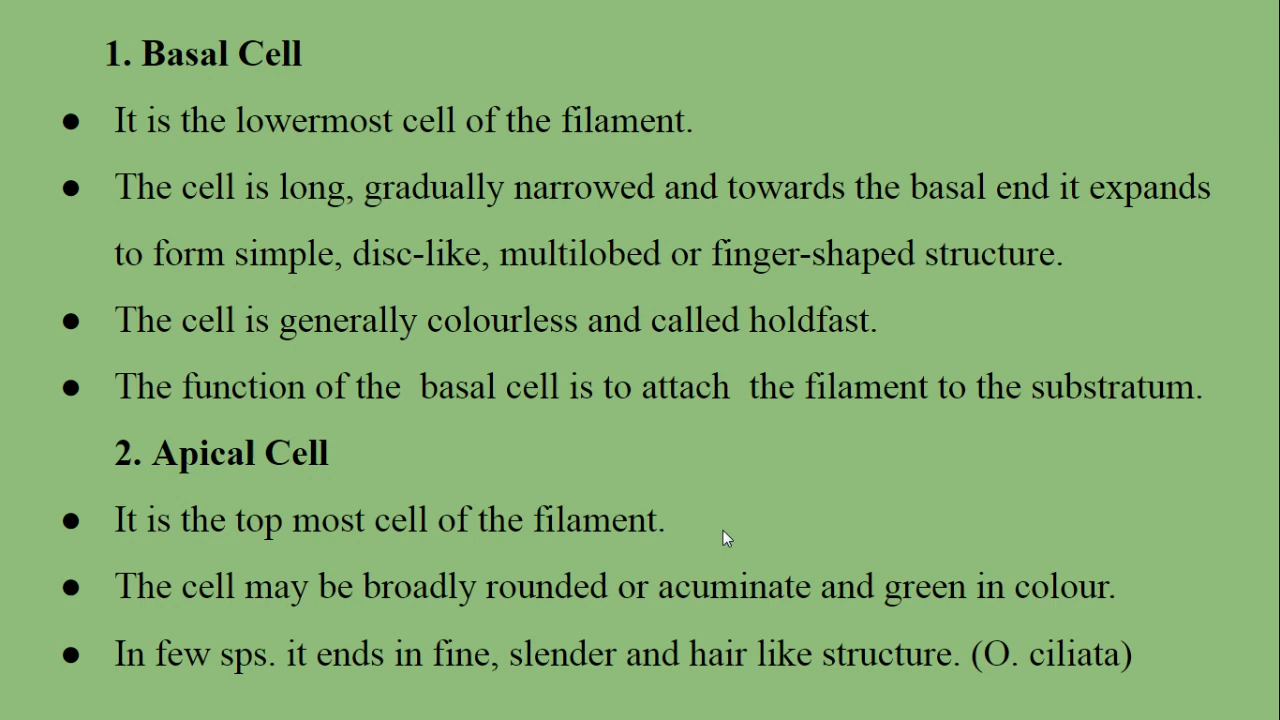 1. Basal Cell
● It is the lowermost cell of the filament.
● The cell is long, gradually narrowed and towards the basal end it expands
to form simple, disc-like, multilobed or finger-shaped structure.
● The cell is generally colourless and called holdfast.
● The function of the  basal cell is to attach  the filament to the substratum.
2. Apical Cell
● It is the top most cell of the filament.
● The cell may be broadly rounded or acuminate and green in colour.
● In few sps. it ends in fine, slender and hair like structure. (O. ciliata)